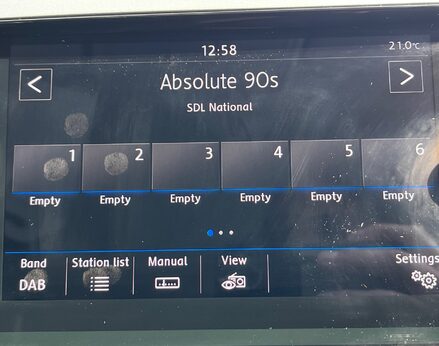 12:58
21.0°C
Absolute 90s
SDL National
1 2 3 4 5 6
Empty Empty Empty Empty Empty Empty
Band Station list Manual View Settings
DAB